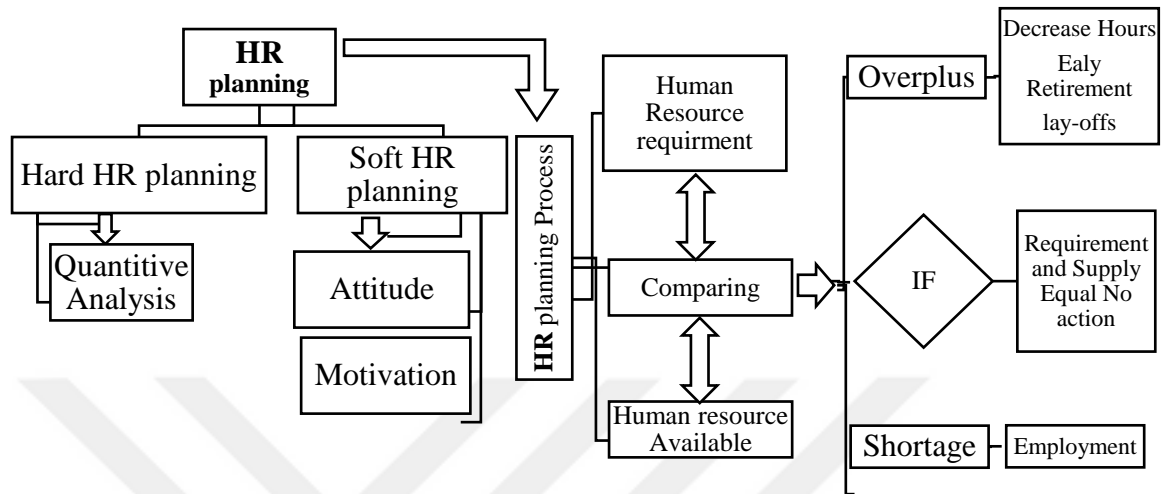 HR
planning
Hard HR planning
Quantitive
Analysis
Soft HR
planning
Attitude
Motivation
HR planning Process
Human
Resource
requirment
Comparing
Human resource
Available
Overplus
Decrease Hours
Ealy
Retirement
lay-offs
IF
Requirement
and Supply
Equal No
action
Shortage
Employment